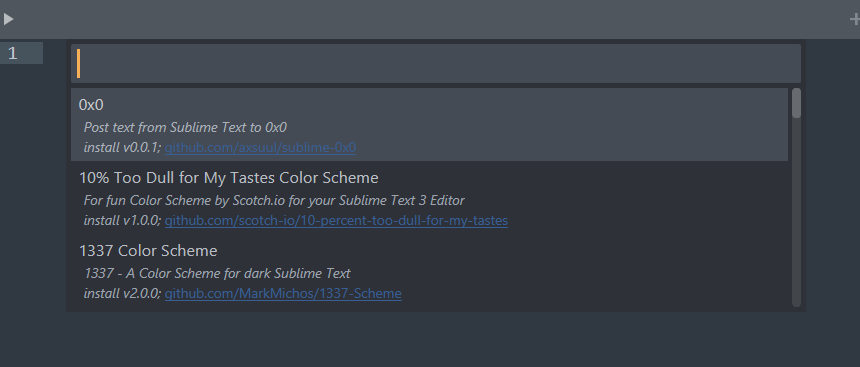 1
0x0
Post text from Sublime Text to 0x0
install v0.0.1; github.com/axsuul/sublime-0x0
10% Too Dull for My Tastes Color Scheme
For fun Color Scheme by Scotch.io for your Sublime Text 3 Editor
install v1.0.0; github.com/scotch-io/10-percent-too-dull-for-my-tastes
1337 Color Scheme
1337 - A Color Scheme for dark Sublime Text
install v2.0.0; github.com/MarkMichos/1337-Scheme